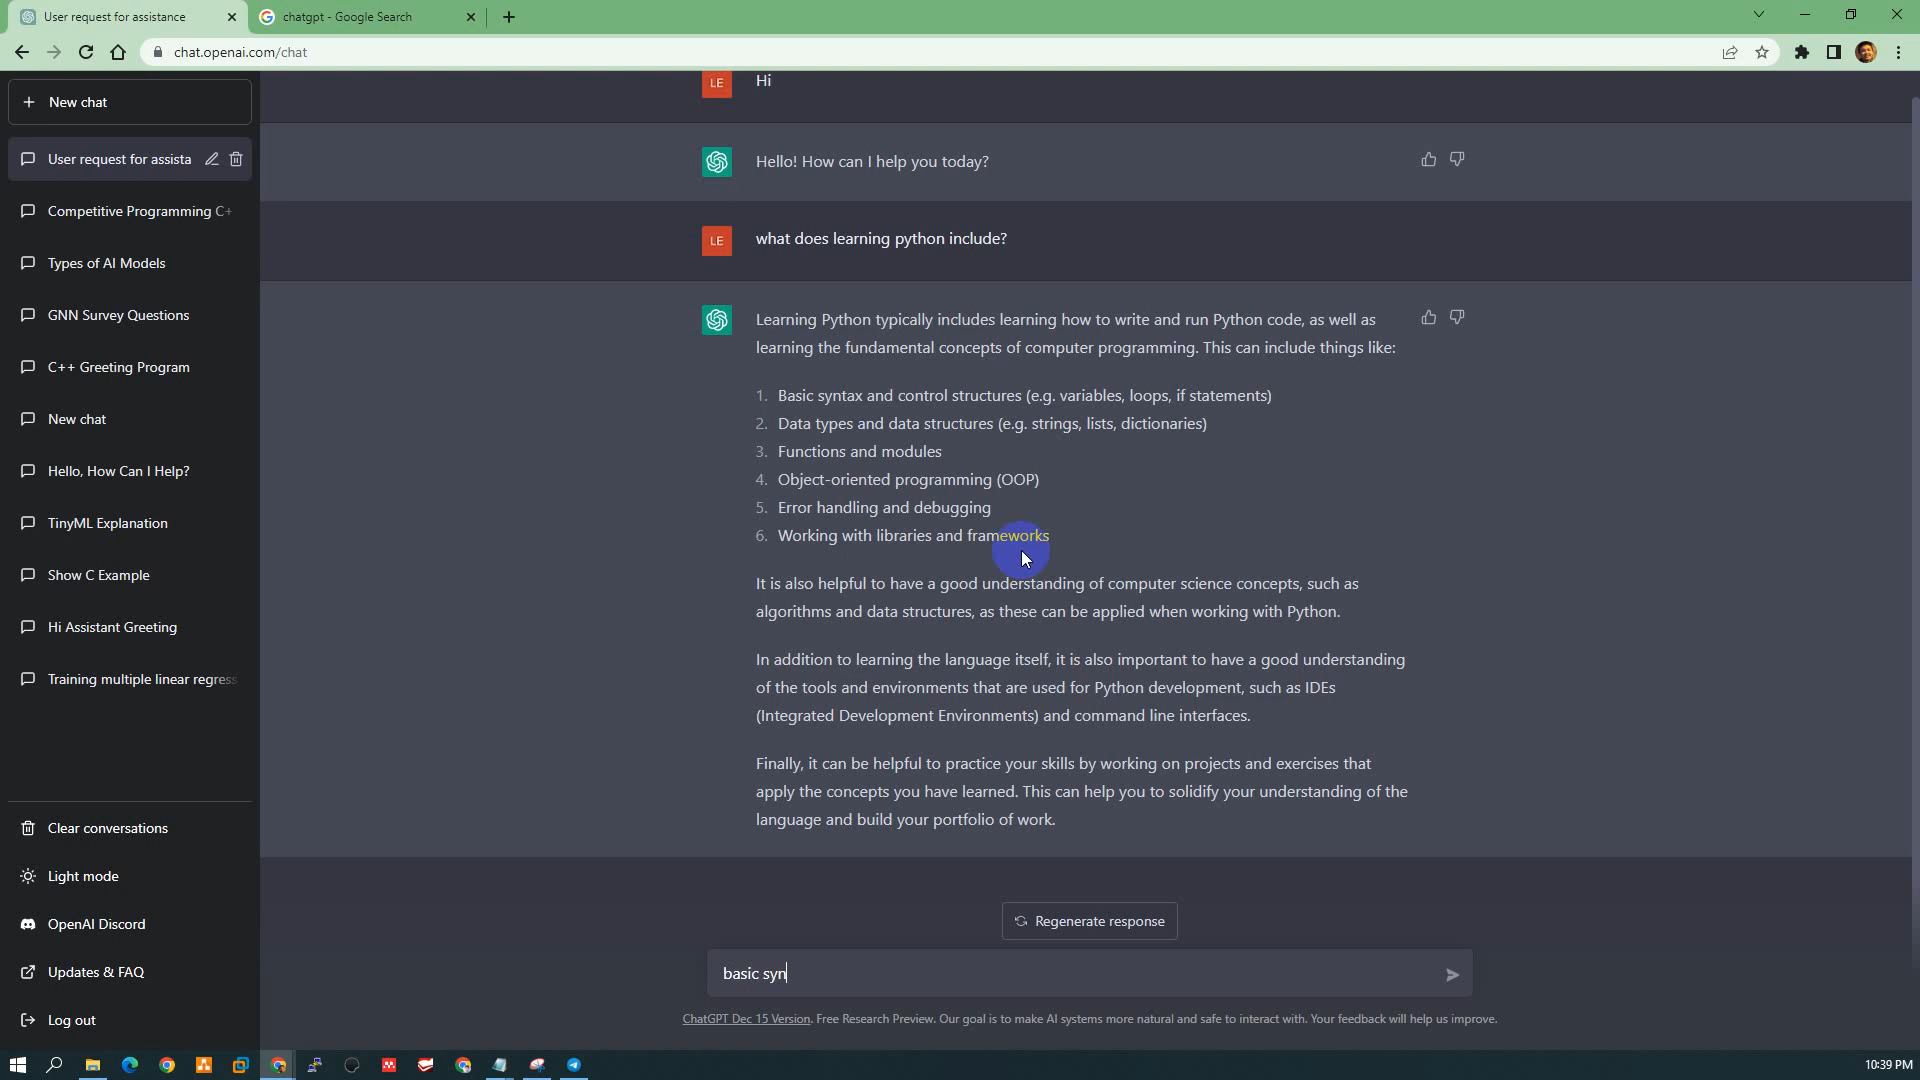 User request for assistance
chatgpt - Google Search
chat.openai.com/chat
New chat
User request for assista
Competitive Programming C+
Types of AI Models
GNN Survey Questions
C++ Greeting Program
New chat
Hello, How Can I Help?
TinyML Explanation
Show C Example
Hi Assistant Greeting
Training multiple linear regress
Clear conversations
Light mode
OpenAI Discord
Updates & FAQ
Log out
LE
Hi
Hello! How can I help you today?
LE
what does learning python include?
Learning Python typically includes learning how to write and run Python code, as well as
learning the fundamental concepts of computer programming. This can include things like:
1. Basic syntax and control structures (e.g. variables, loops, if statements)
2. Data types and data structures (e.g. strings, lists, dictionaries)
3. Functions and modules
4. Object-oriented programming (OOP)
5. Error handling and debugging
6. Working with libraries and frameworks
It is also helpful to have a good understanding of computer science concepts, such as
algorithms and data structures, as these can be applied when working with Python.
In addition to learning the language itself, it is also important to have a good understanding
of the tools and environments that are used for Python development, such as IDEs
(Integrated Development Environments) and command line interfaces.
Finally, it can be helpful to practice your skills by working on projects and exercises that
apply the concepts you have learned. This can help you to solidify your understanding of the
language and build your portfolio of work.
Regenerate response
basic syn
ChatGPT Dec 15 Version. Free Research Preview. Our goal is to make AI systems more natural and safe to interact with. Your feedback will help us improve.
10:39 PM